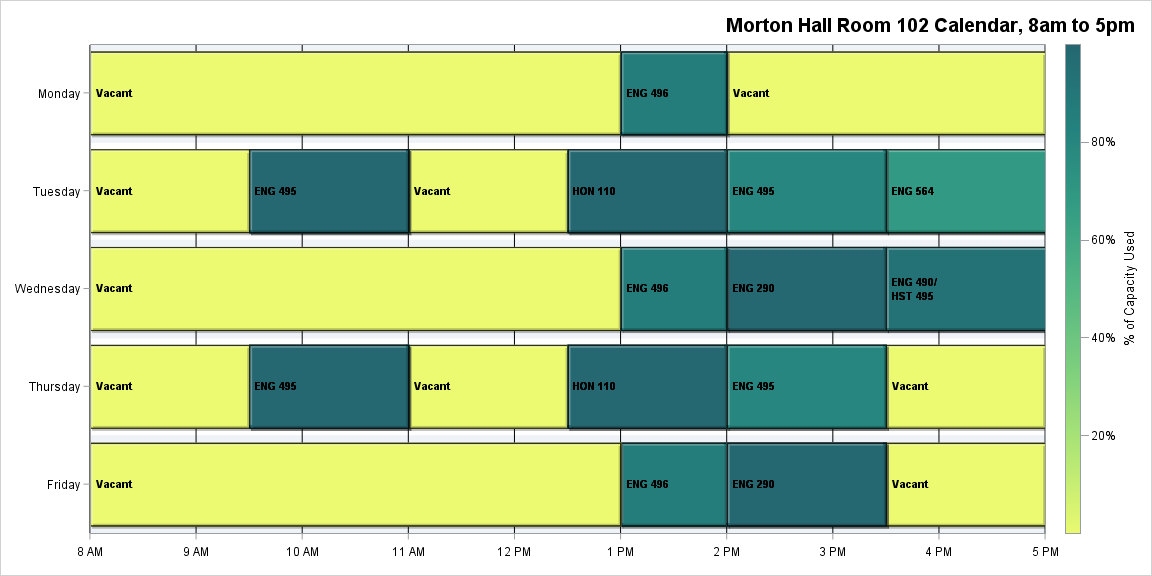 Morton Hall Room 102 Calendar, 8am to 5pm
Monday
Vacant
ENG 496
Vacant
Tuesday
Vacant
ENG 495
Vacant
HON 110
ENG 495
ENG 564
Wednesday
Vacant
ENG 496
ENG 290
ENG 490/
HST 495
Thursday
Vacant
ENG 495
Vacant
HON 110
ENG 495
Vacant
Friday
Vacant
ENG 496
ENG 290
Vacant
8 AM
9 AM
10 AM
11 AM
12 PM
1 PM
2 PM
3 PM
4 PM
5 PM
80%
60%
40%
20%
% of Capacity Used